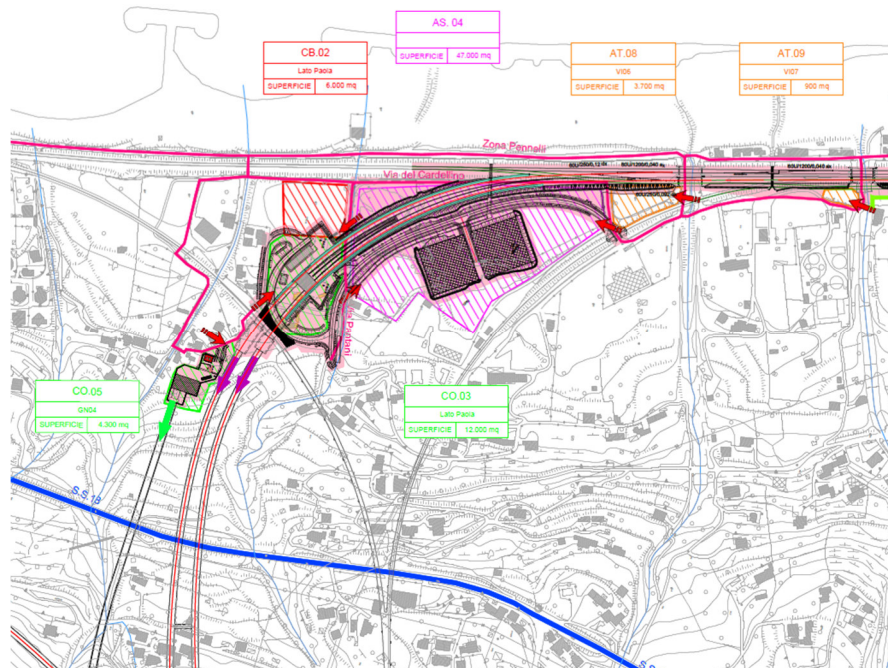 AS. 04
SUPERFICIE 47.000 mq
CB.02
Lato Paola
SUPERFICIE 6.000 mq
AT.08
VI06
SUPERFICIE 3.700 mq
AT.09
VI07
SUPERFICIE 900 mq
Zona Pennelli
Via del Cardellino
CO.05
GN04
SUPERFICIE 4.300 mq
CO.03
Lato Paola
SUPERFICIE 12.000 mq
S.S.18